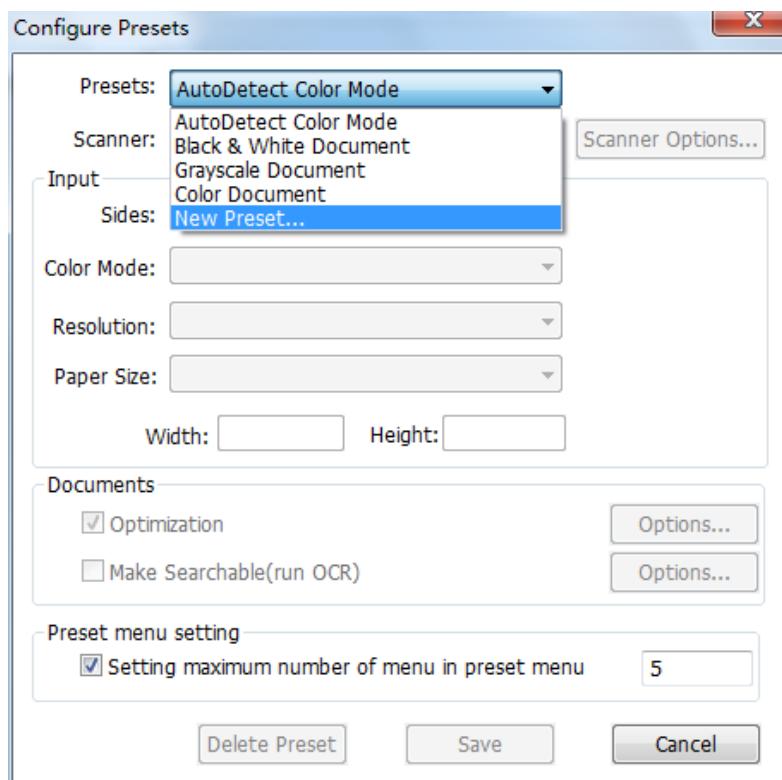 Configure Presets
Presets: AutoDetect Color Mode
AutoDetect Color Mode
Scanner: Scanner Options...
Black & White Document
Grayscale Document
Input
Color Document
Sides: New Preset...
Color Mode:
Resolution:
Paper Size:
Width: Height:
Documents
Optimization Options...
Make Searchable(run OCR) Options...
Preset menu setting
Setting maximum number of menu in preset menu 5
Delete Preset Save Cancel